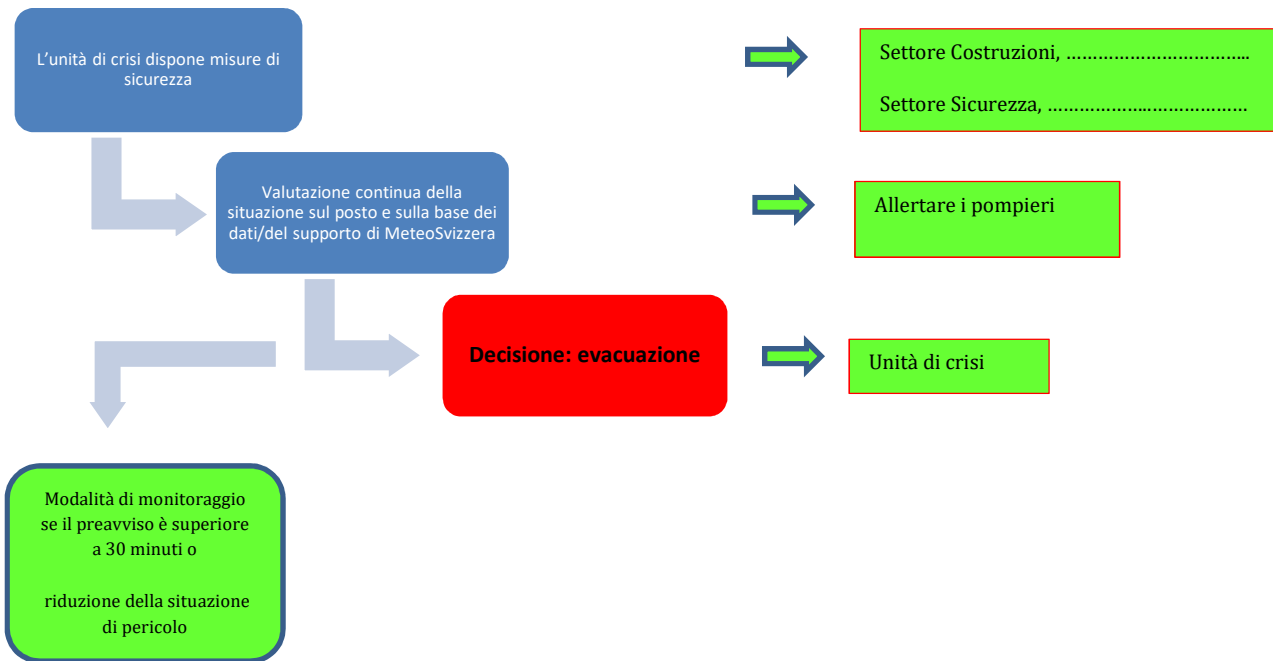 L'unità di crisi dispone misure di
sicurezza
Settore Costruzioni, ……………………………..
Settore Sicurezza, ………………..…………………
Valutazione continua della
situazione sul posto e sulla base dei
dati/del supporto di MeteoSvizzera
Allertare i pompieri
Decisione: evacuazione
Unità di crisi
Modalità di monitoraggio
se il preavviso è superiore
a 30 minuti o
riduzione della situazione
di pericolo